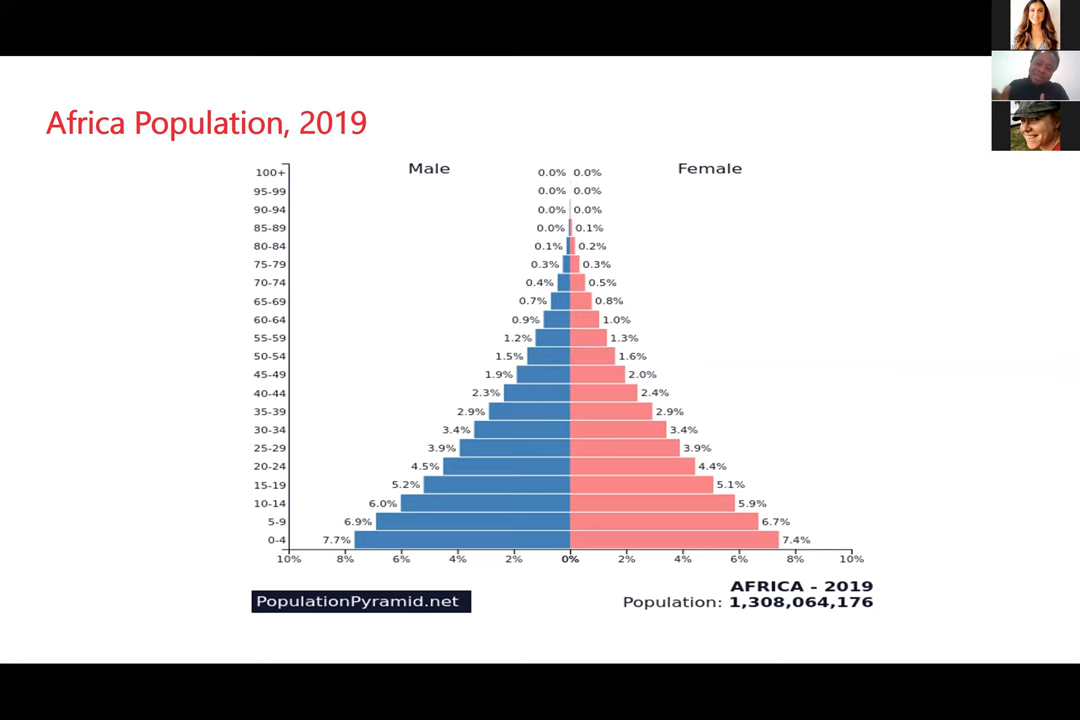 Africa Population, 2019
Male Female
100+ 0.0% 0.0%
95-99 0.0% 0.0%
90-94 0.0% 0.0%
85-89 0.0% 0.1%
80-84 0.1% 0.2%
75-79 0.3% 0.3%
70-74 0.4% 0.5%
65-69 0.7% 0.8%
60-64 0.9% 1.0%
55-59 1.2% 1.3%
50-54 1.5% 1.6%
45-49 1.9% 2.0%
40-44 2.3% 2.4%
35-39 2.9% 2.9%
30-34 3.4% 3.4%
25-29 3.9% 3.9%
20-24 4.5% 4.4%
15-19 5.2% 5.1%
10-14 6.0% 5.9%
5-9 6.9% 6.7%
0-4 7.7% 7.4%
10% 8% 6% 4% 2% 0% 2% 4% 6% 8% 10%
PopulationPyramid.net
AFRICA - 2019
Population: 1,308,064,176